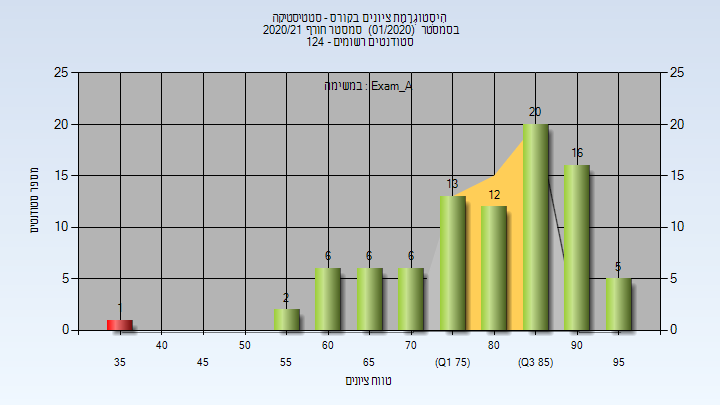 היסטוגרמת ציונים בקורס - סטטיסטיקה
בסמסטר (01/2020) סמסטר חורף 2020/21
סטודנטים רשומים - 124
במשימה : Exam_A
25 25
20 20
15 15
10 10
5 5
0 0
מספר סטודנטים
1 2 6 6 6 13 12 20 16 5
40 50 60 70 80 90
35 45 55 65 (Q1 75) (Q3 85) 95
טווח ציונים